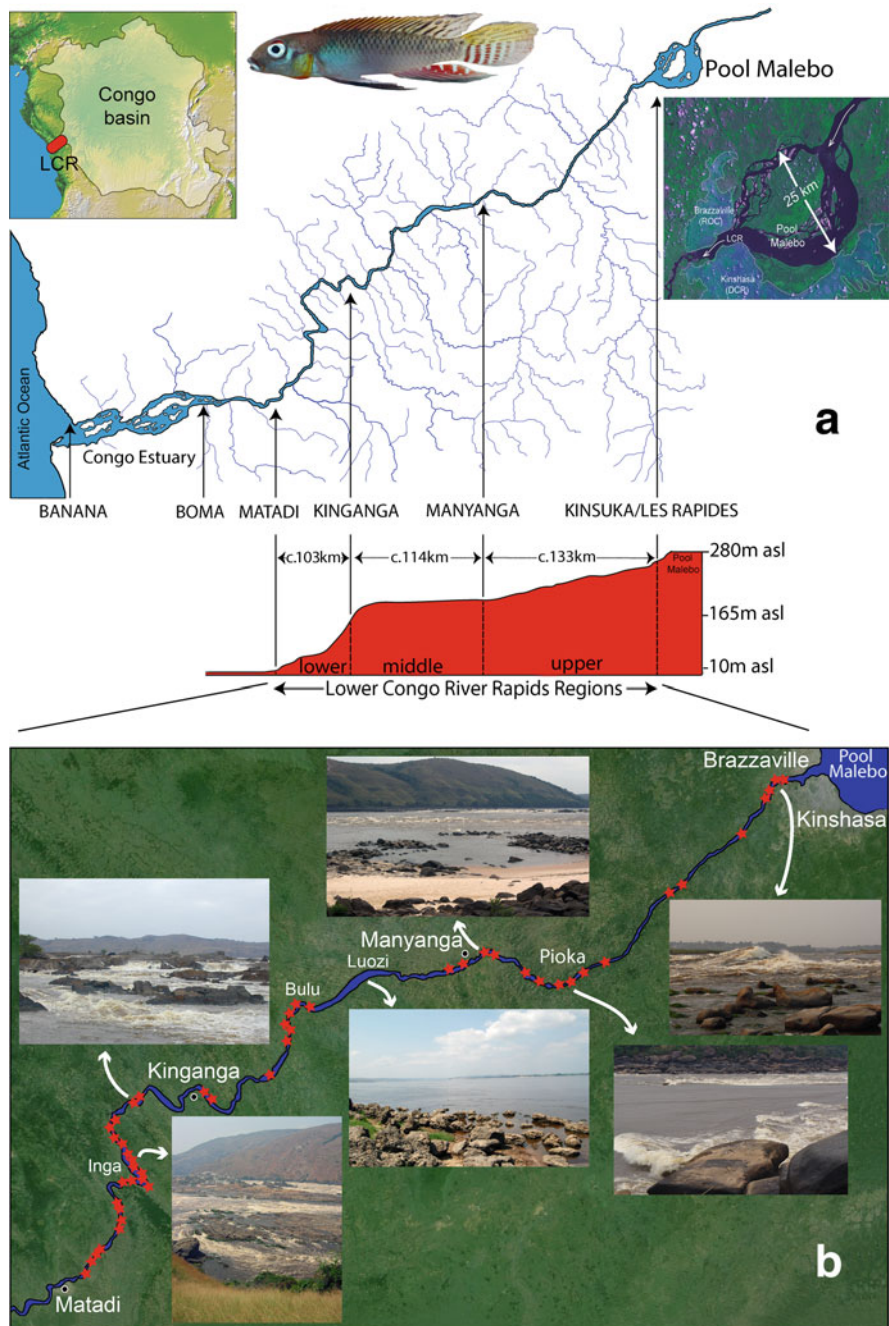 Congo
basin
LCR
Pool Malebo
25 km
Brazzaville
(ROC)
LCR
Pool
Malebo
Kinshasa
(DCR)
Atlantic Ocean
Congo Estuary
a
BANANA
BOMA
MATADI
KINGANGA
MANYANGA
KINSUKA/LES RAPIDES
c.103km
c.114km
c.133km
Pool
Malebo
280m asl
165m asl
10m asl
lower
middle
upper
Lower Congo River Rapids Regions
Brazzaville
Pool
Malebo
Kinshasa
Manyanga
Luozi
Pioka
Bulu
Kinganga
Inga
Matadi
b